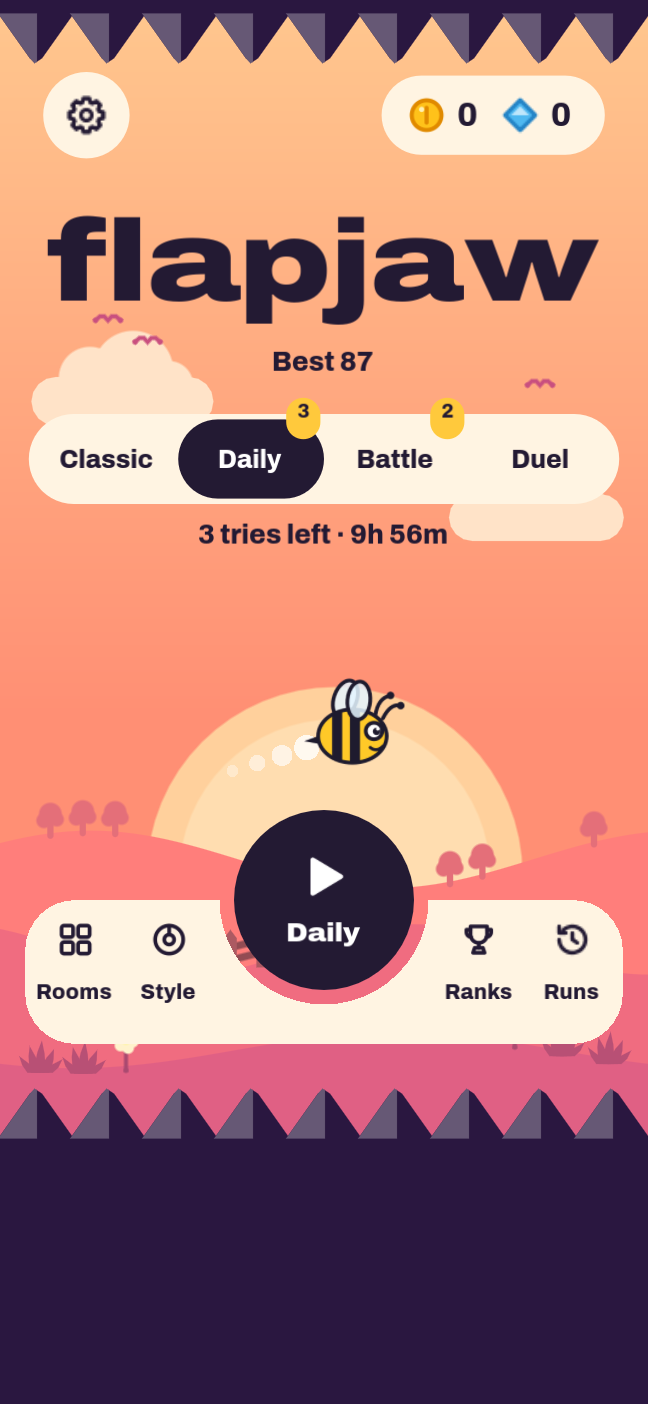 0 0
flapjaw
Best 87
3 2
Classic Daily Battle Duel
3 tries left · 9h 56m
Daily
Rooms Style Ranks Runs